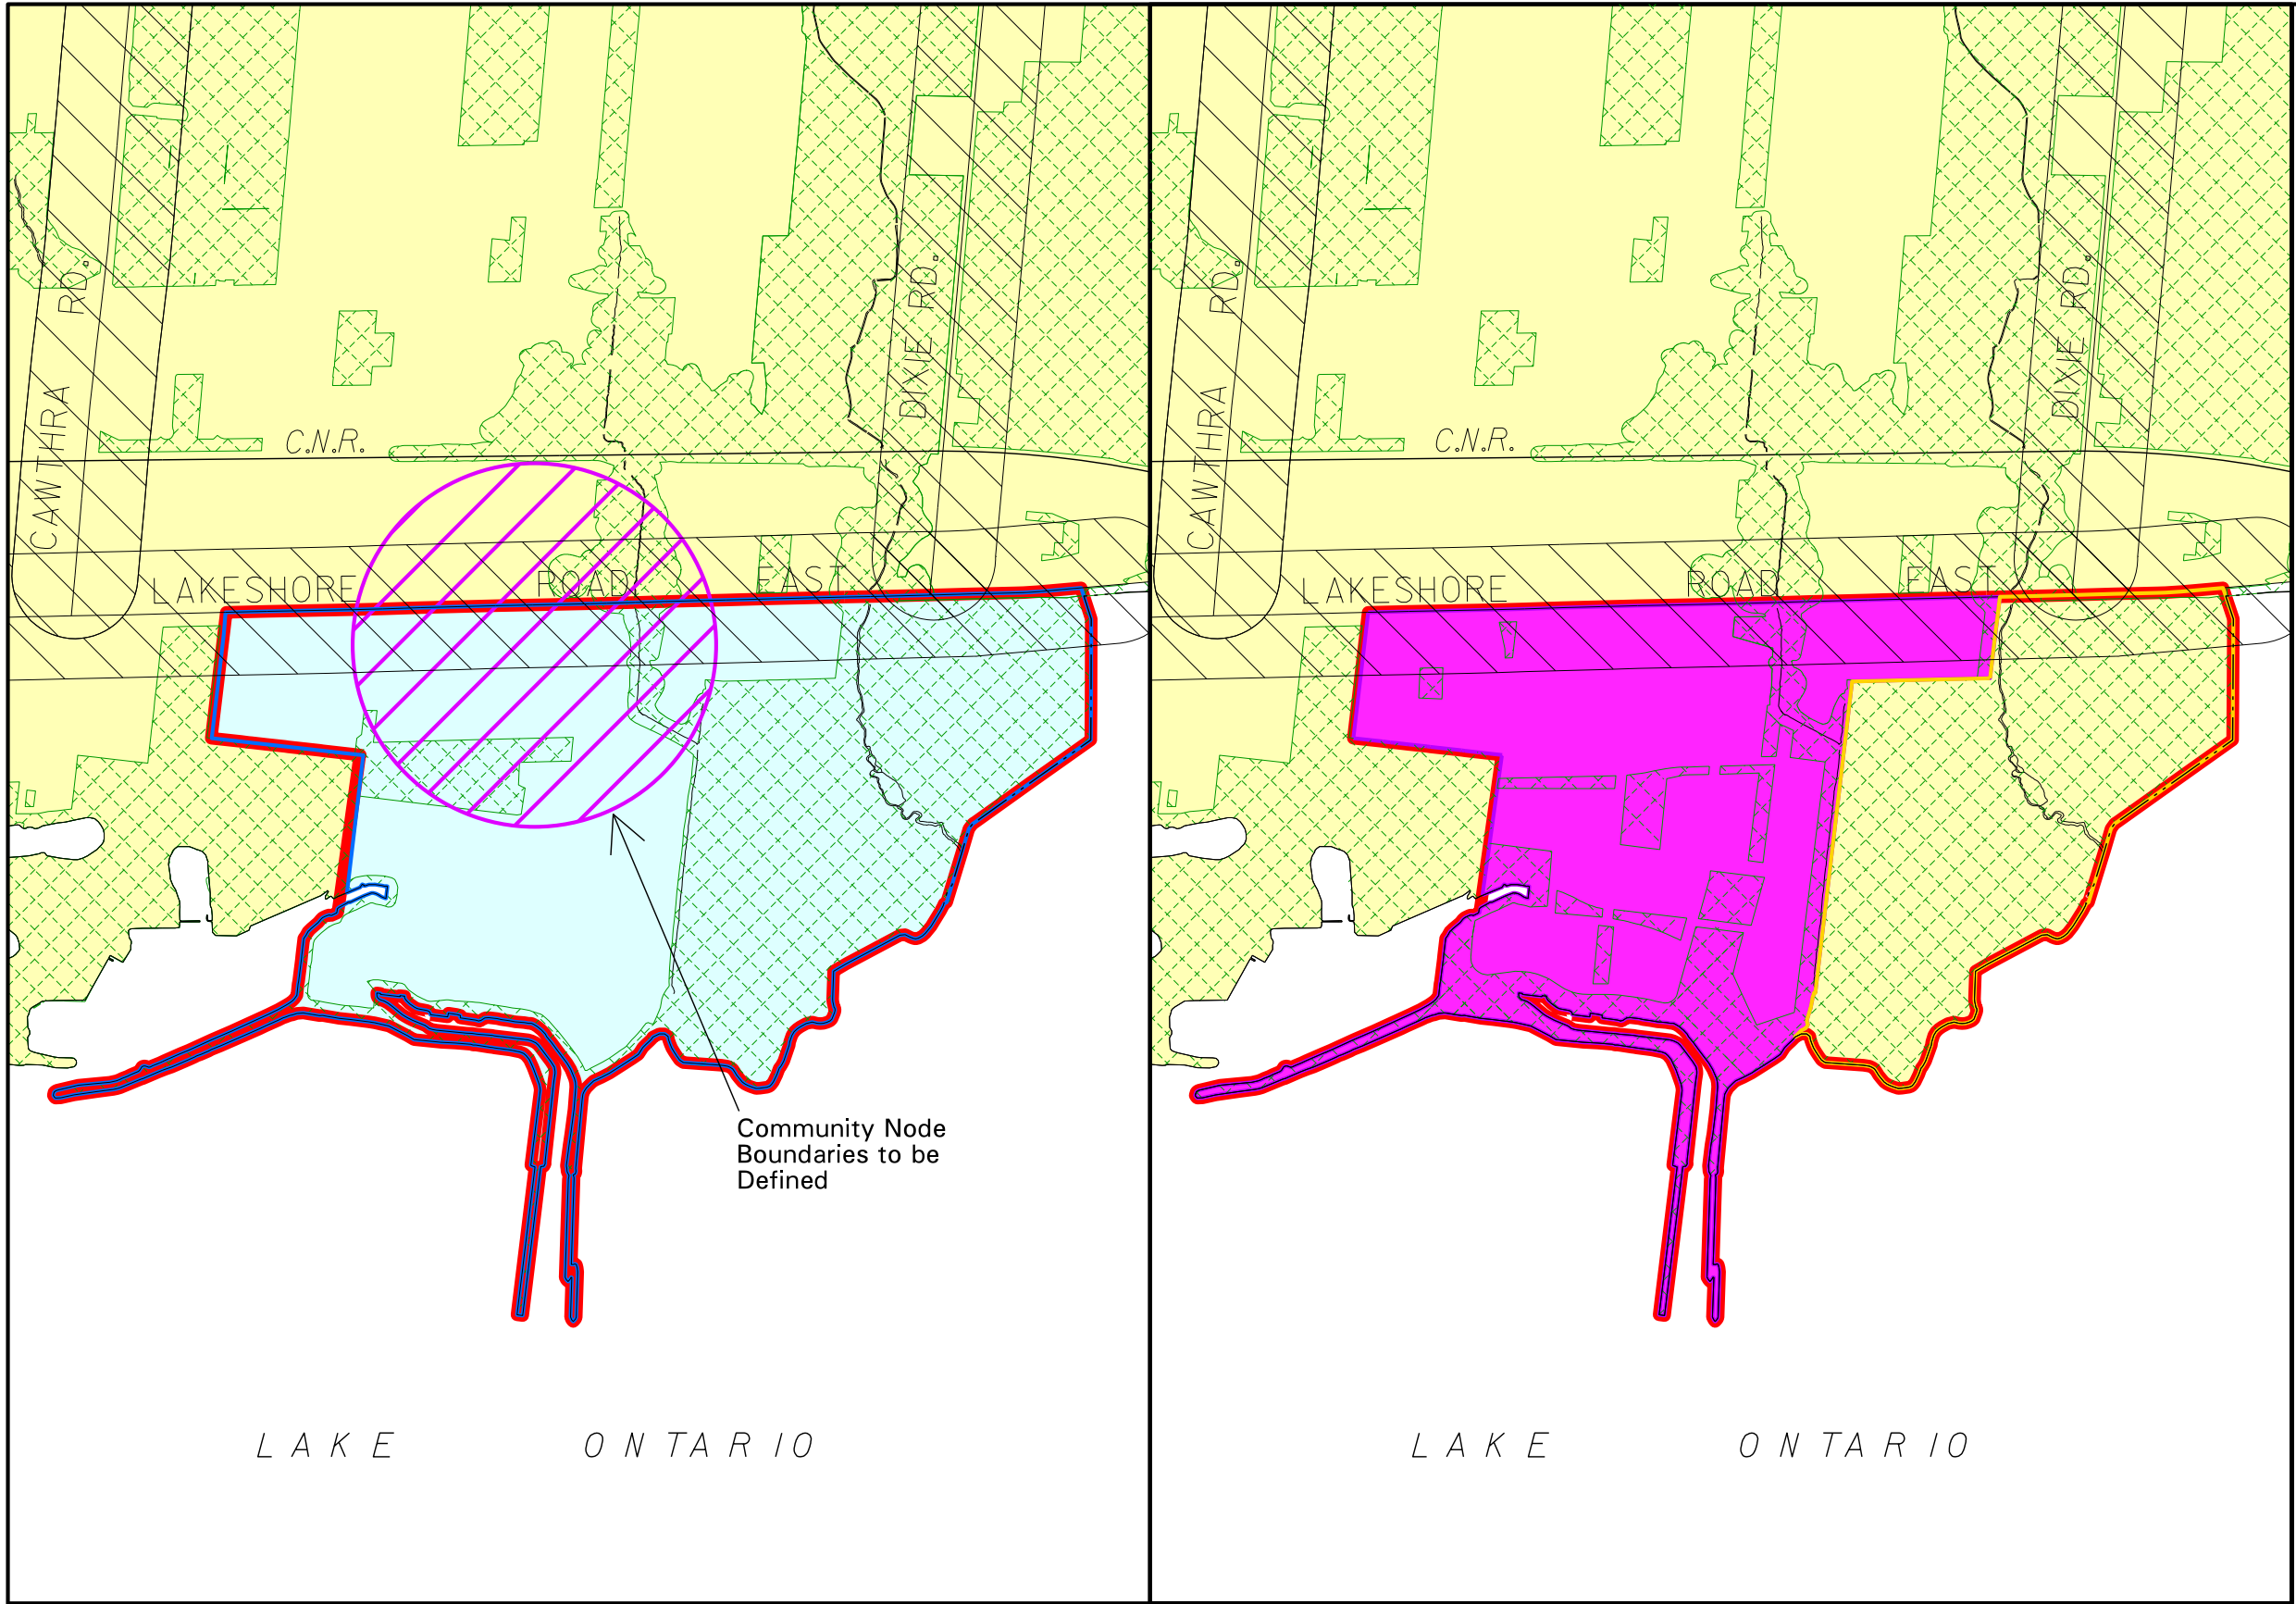 CAWTHRA RD.
DIXIE RD.
C.N.R.
LAKESHORE ROAD EAST
Community Node
Boundaries to be
Defined
LAKE ONTARIO
CAWTHRA RD.
DIXIE RD.
C.N.R.
LAKESHORE ROAD EAST
LAKE ONTARIO